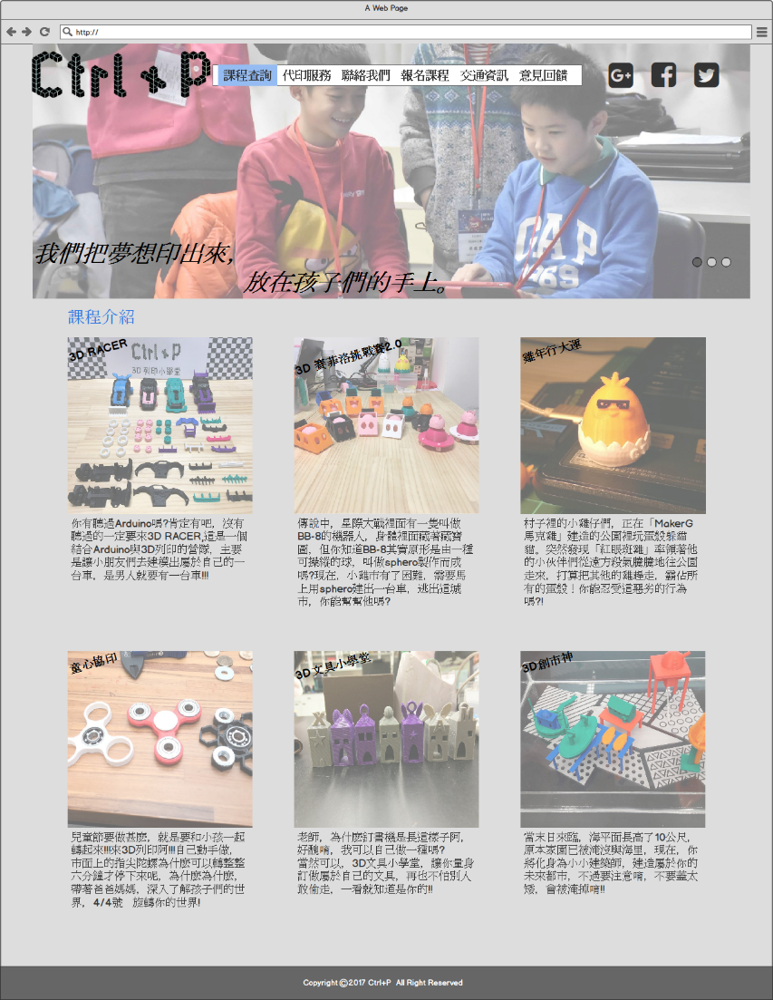 A Web Page
http://
Ctrl+P
課程查詢 代印服務 聯絡我們 報名課程 交通資訊 意見回饋
GAP
1969
我們把夢想印出來，
放在孩子們的手上。
課程介紹
3D RACER
Ctrl+P
3D列印小學堂
你有聽過Arduino嗎?肯定有吧，沒有
聽過的一定要來3D RACER,這是一個
結合Arduino與3D列印的營隊，主要
是讓小朋友們去建模出屬於自己的一
台車，是男人就要有一台車!!!
3D 賽菲洛挑戰賽2.0
傳說中，星際大戰裡面有一隻叫做
BB-8的機器人，身體裡面藏著藏寶
圖，但你知道BB-8其實原形是由一種
可操縱的球，叫做sphero製作而成
嗎?現在，小雞市有了困難，需要馬
上用sphero建出一台車，逃出這城
市，你能幫幫他嗎?
雞年行大運
村子裡的小雞仔們，正在「MakerG
馬克雞」建造的公園裡玩蛋殼躲貓
貓。突然發現「紅眼斑雞」率領著他
的小伙伴們從遠方殺氣騰騰地往公園
走來，打算把其他的雞趕走，霸佔所
有的蛋殼！你能忍受這惡劣的行為
嗎?!
童心協印
兒童節要做甚麼，就是要和小孩一起
轉起來!!!來3D列印阿!!!自己動手做，
市面上的指尖陀螺為什麼可以轉整整
六分鐘才停下來呢，為什麼為什麼，
帶著爸爸媽媽，深入了解孩子們的世
界，4/4號 旋轉你的世界!
3D文具小學堂
老師，為什麼釘書機是長這樣子阿，
好醜唷，我可以自己做一種嗎?
當然可以，3D文具小學堂，讓你量身
訂做屬於自己的文具，再也不怕別人
敢偷走，一看就知道是你的!!
3D創市神
當末日來臨，海平面長高了10公尺，
原本家園已被淹沒與海里，現在，你
將化身為小小建築師，建造屬於你的
未來都市，不過要注意唷，不要蓋太
矮，會被淹掉唷!!
Copyright©2017 Ctrl+P All Right Reserved